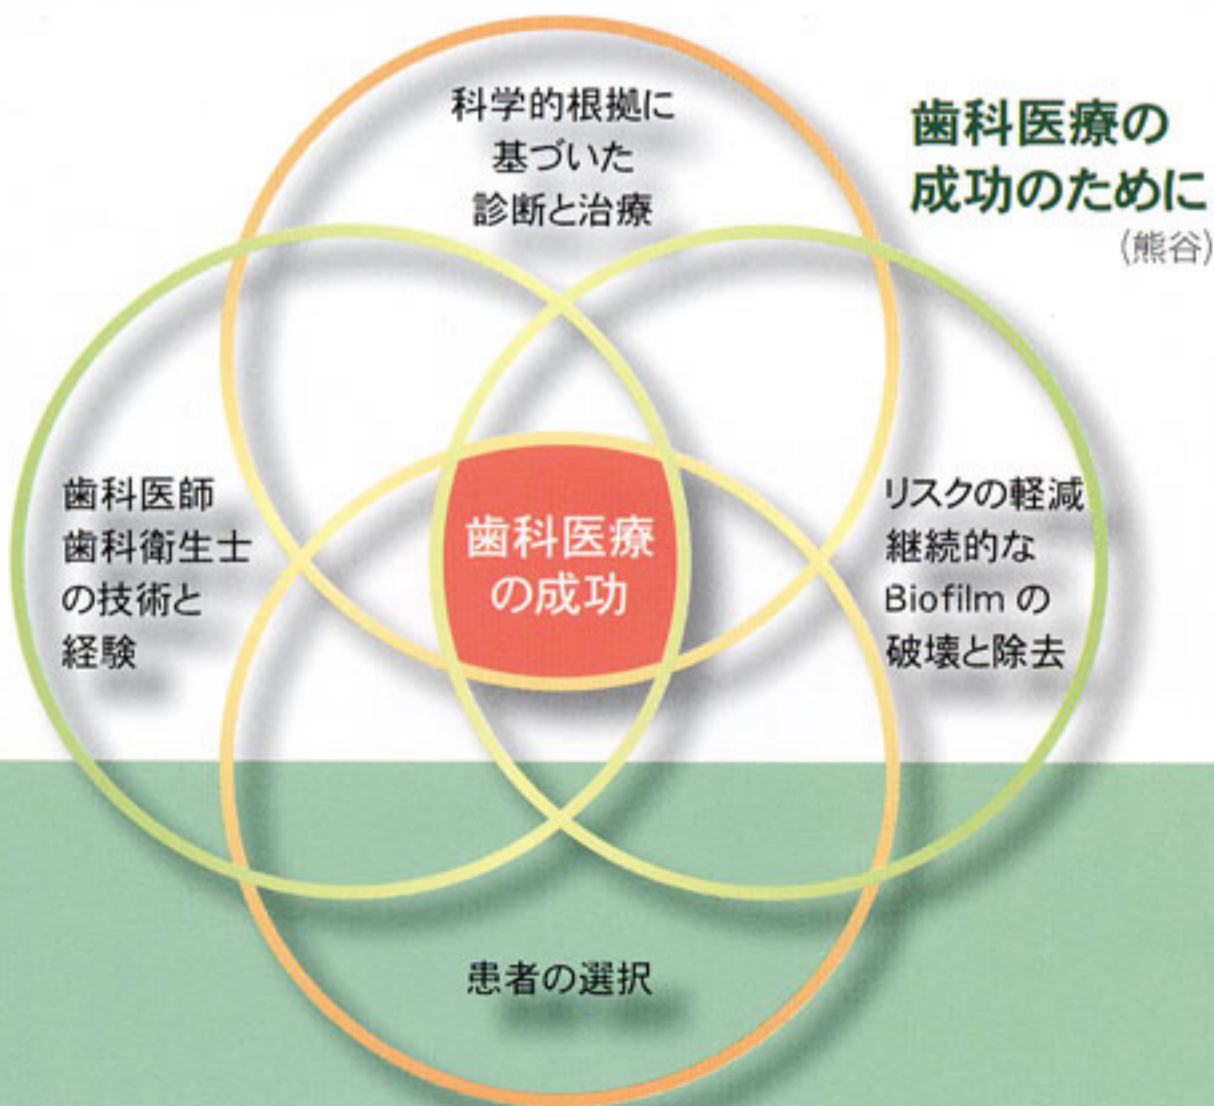 科学的根拠に
基づいた
診断と治療
歯科医療の
成功のために
(熊谷)
歯科医師
歯科衛生士
の技術と
経験
歯科医療
の成功
リスクの軽減
継続的な
Biofilm の
破壊と除去
患者の選択